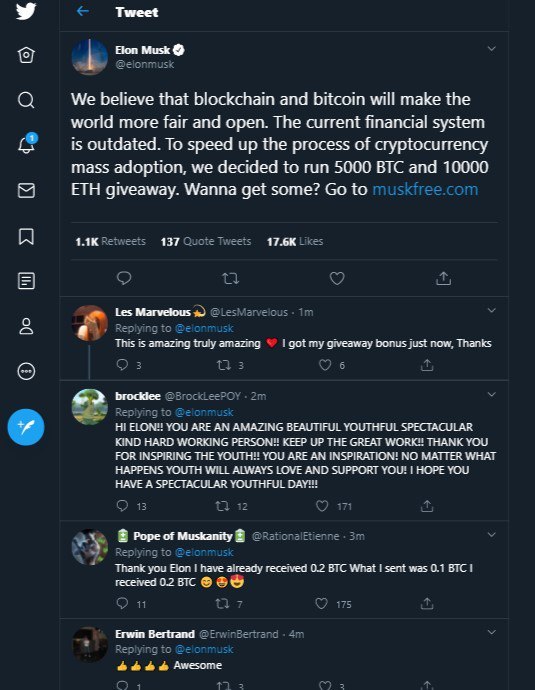 Tweet
Elon Musk
@elonmusk
We believe that blockchain and bitcoin will make the
world more fair and open. The current financial system
is outdated. To speed up the process of cryptocurrency
mass adoption, we decided to run 5000 BTC and 10000
ETH giveaway. Wanna get some? Go to muskfree.com
1
1.1K Retweets 137 Quote Tweets 17.6K Likes
Les Marvelous💫 @LesMarvelous · 1m
Replying to @elonmusk
This is amazing truly amazing ❤️ I got my giveaway bonus just now, Thanks
3 3 6
brocklee @BrockLeePOY · 2m
Replying to @elonmusk
HI ELON!! YOU ARE AN AMAZING BEAUTIFUL YOUTHFUL SPECTACULAR
KIND HARD WORKING PERSON!! KEEP UP THE GREAT WORK!! THANK YOU
FOR INSPIRING THE YOUTH!! YOU ARE AN INSPIRATION! NO MATTER WHAT
HAPPENS YOUTH WILL ALWAYS LOVE AND SUPPORT YOU! I HOPE YOU
HAVE A SPECTACULAR YOUTHFUL DAY!!!
13 12 171
🔋 Pope of Muskanity🔋 @RationalEtienne · 3m
Replying to @elonmusk
Thank you Elon I have already received 0.2 BTC What I sent was 0.1 BTC I
received 0.2 BTC 😊🤩😍
11 7 175
Erwin Bertrand @ErwinBertrand · 4m
Replying to @elonmusk
👍👍👍👍 Awesome
1 3 3